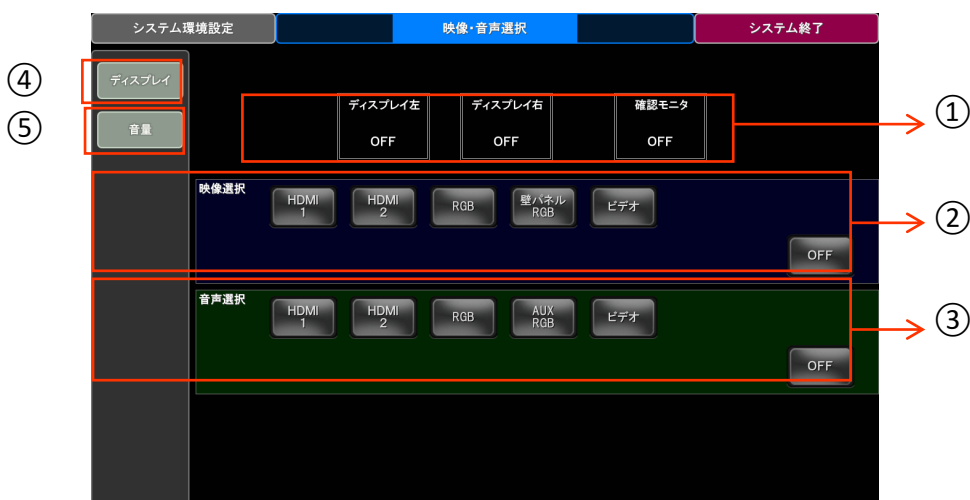 システム環境設定
映像・音声選択
システム終了
④
ディスプレイ
⑤
音量
ディスプレイ左
OFF
ディスプレイ右
OFF
確認モニタ
OFF
①
映像選択
HDMI
1
HDMI
2
RGB
壁パネル
RGB
ビデオ
OFF
②
音声選択
HDMI
1
HDMI
2
RGB
AUX
RGB
ビデオ
OFF
③